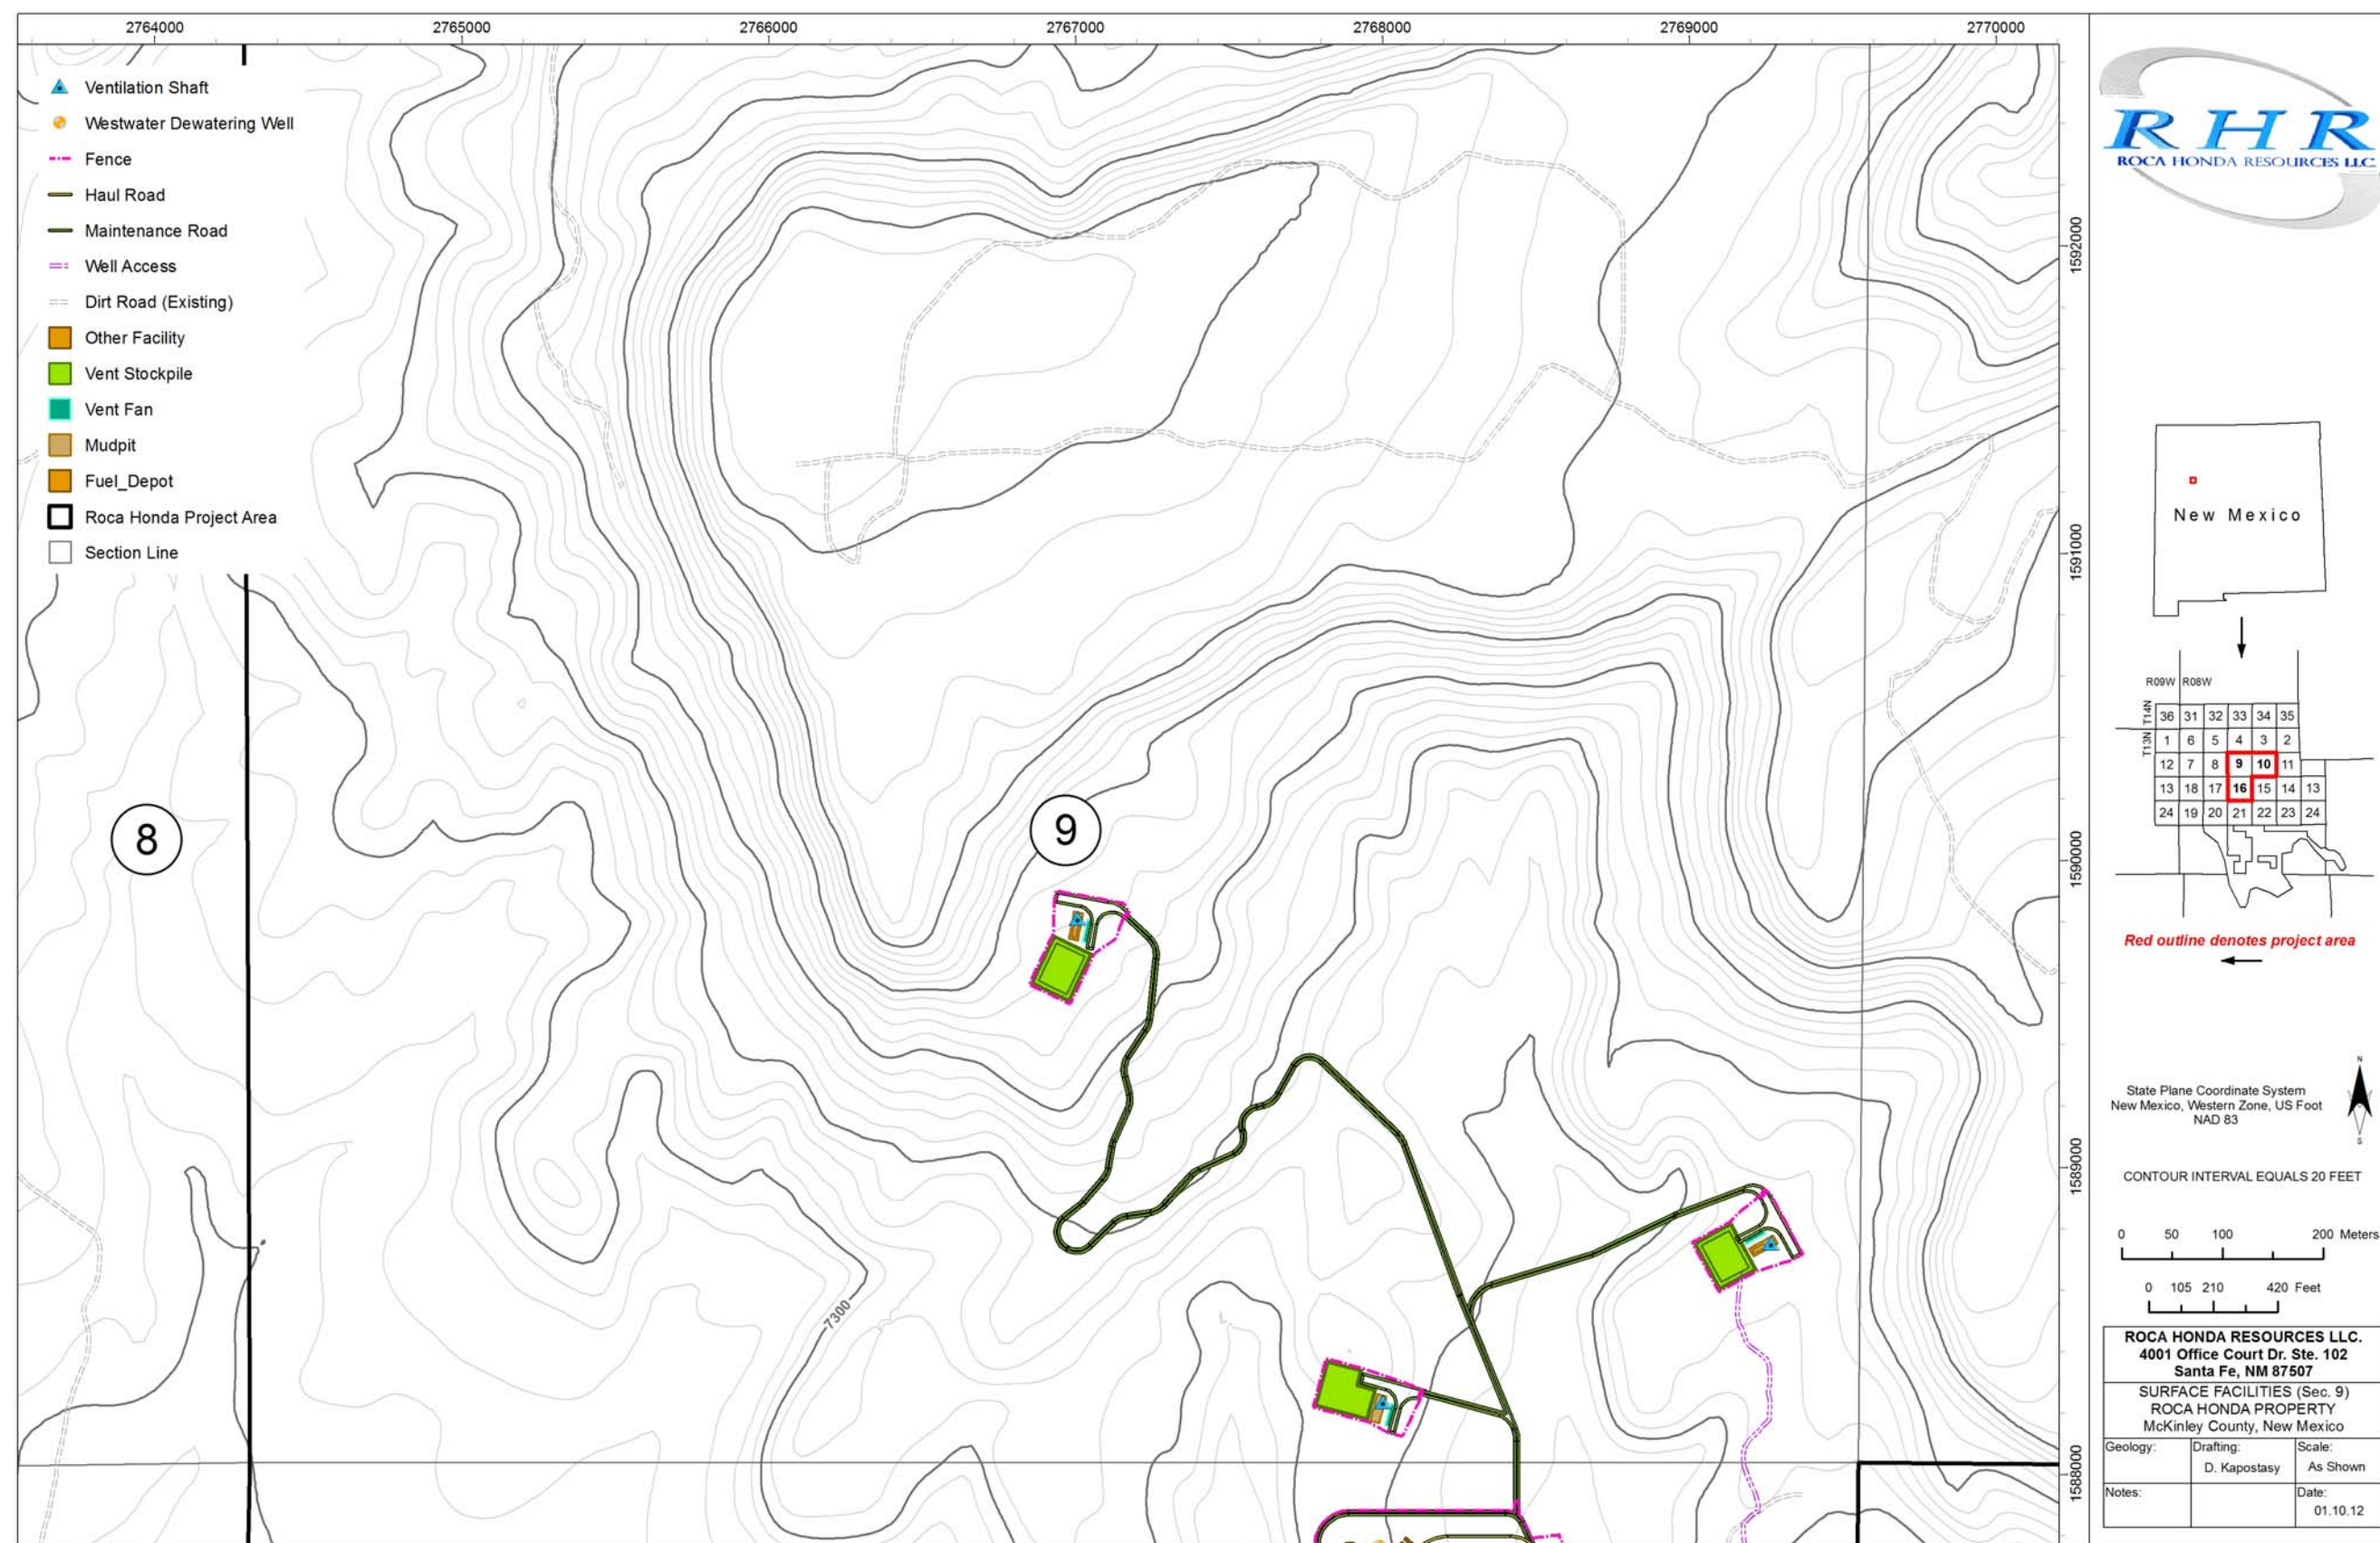 2764000 2765000 2766000 2767000 2768000 2769000 2770000
Ventilation Shaft
Westwater Dewatering Well
Fence
Haul Road
Maintenance Road
Well Access
Dirt Road (Existing)
Other Facility
Vent Stockpile
Vent Fan
Mudpit
Fuel_Depot
Roca Honda Project Area
Section Line
8
9
7300
1592000
1591000
1590000
1589000
1588000
RHR
ROCA HONDA RESOURCES LLC
New Mexico
R09W R08W
T14N
T13N
36 31 32 33 34 35
1 6 5 4 3 2
12 7 8 9 10 11
13 18 17 16 15 14 13
24 19 20 21 22 23 24
Red outline denotes project area
N
S
State Plane Coordinate System
New Mexico, Western Zone, US Foot
NAD 83
CONTOUR INTERVAL EQUALS 20 FEET
0 50 100 200 Meters
0 105 210 420 Feet
ROCA HONDA RESOURCES LLC.
4001 Office Court Dr. Ste. 102
Santa Fe, NM 87507
SURFACE FACILITIES (Sec. 9)
ROCA HONDA PROPERTY
McKinley County, New Mexico
Geology: Drafting: Scale:
D. Kapostasy As Shown
Notes: Date:
01.10.12